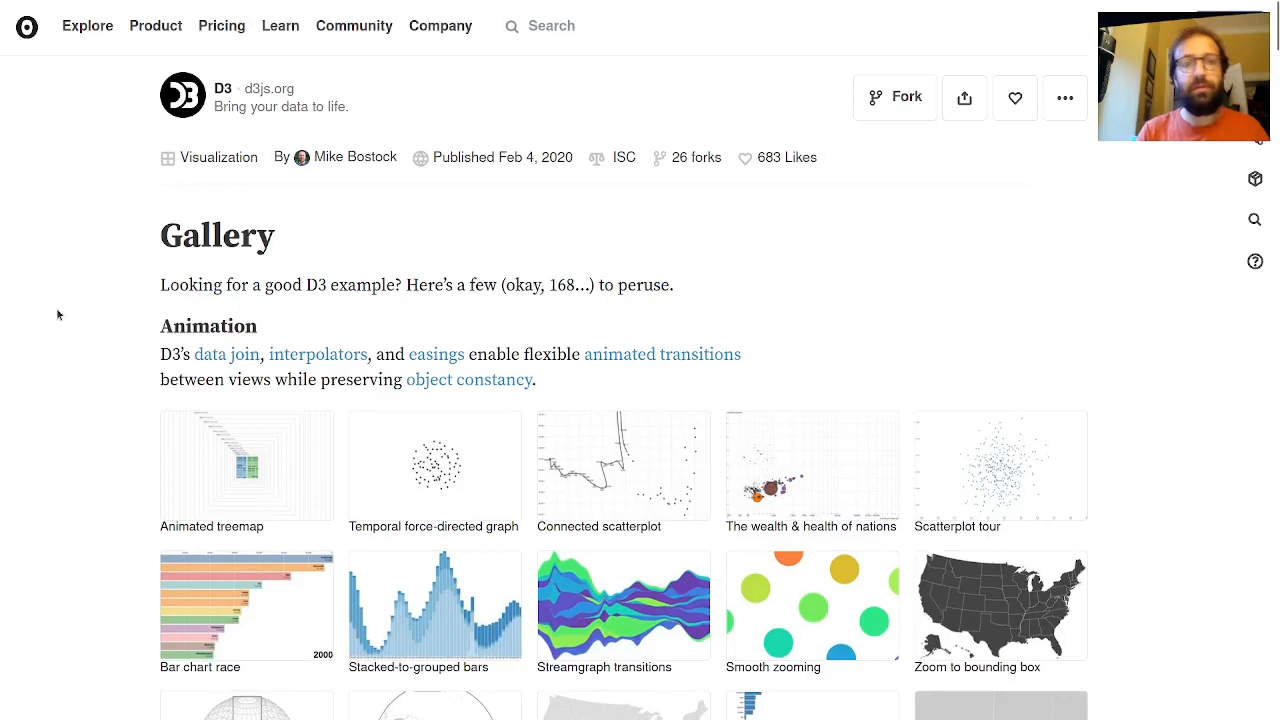 Explore Product Pricing Learn Community Company Search
D3 · d3js.org
Bring your data to life.
Fork
Visualization By Mike Bostock Published Feb 4, 2020 ISC 26 forks 683 Likes
Gallery
Looking for a good D3 example? Here’s a few (okay, 168…) to peruse.
Animation
D3’s data join, interpolators, and easings enable flexible animated transitions
between views while preserving object constancy.
Animated treemap Temporal force-directed graph Connected scatterplot The wealth & health of nations Scatterplot tour
2000
Bar chart race Stacked-to-grouped bars Streamgraph transitions Smooth zooming Zoom to bounding box